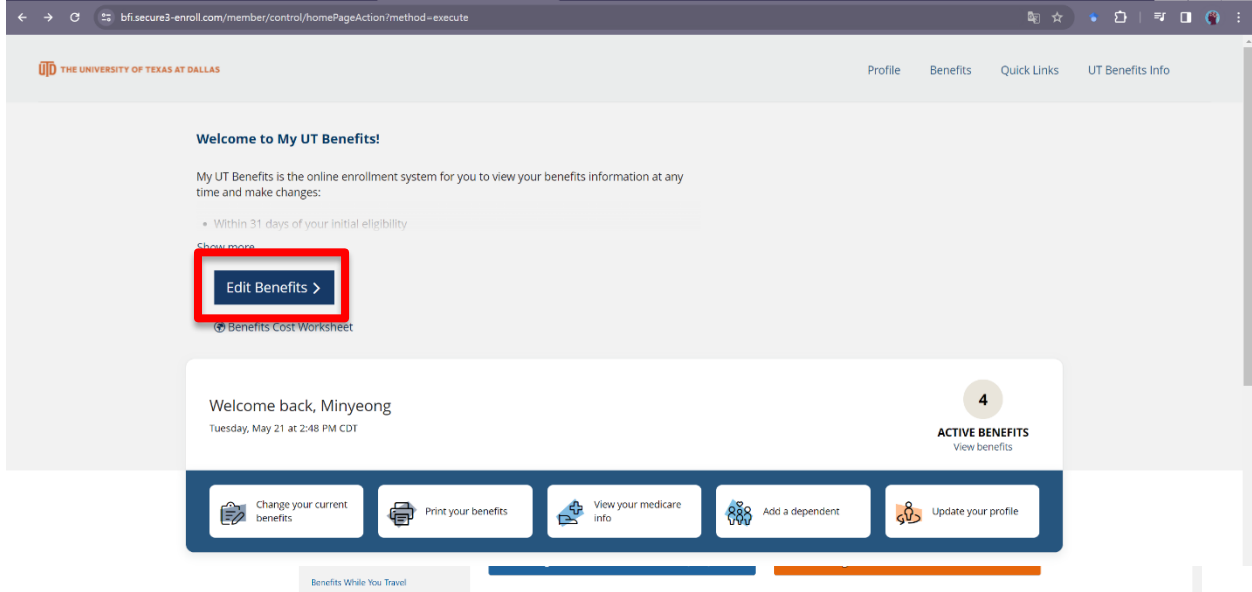 bfi.secure3-enroll.com/member/control/homePageAction?method=execute
UTD THE UNIVERSITY OF TEXAS AT DALLAS
Profile Benefits Quick Links UT Benefits Info
Welcome to My UT Benefits!
My UT Benefits is the online enrollment system for you to view your benefits information at any
time and make changes:
• Within 31 days of your initial eligibility
Show more
Edit Benefits
Benefits Cost Worksheet
Welcome back, Minyeong
Tuesday, May 21 at 2:48 PM CDT
4
ACTIVE BENEFITS
View benefits
Change your current
benefits
Print your benefits
View your medicare
info
Add a dependent
Update your profile
Benefits While You Travel